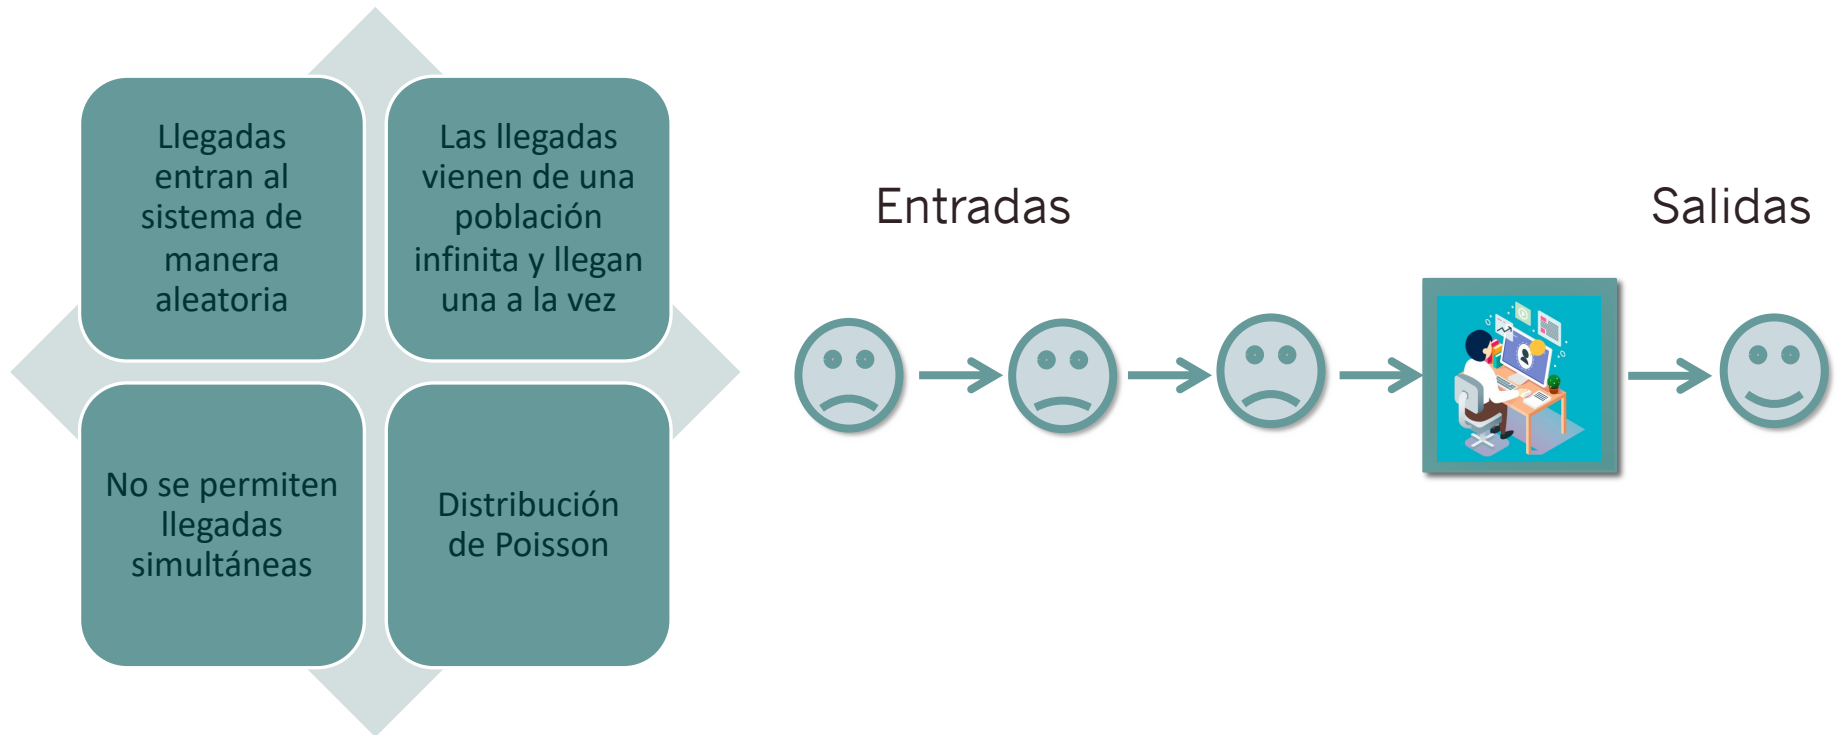 Llegadas
entran al
sistema de
manera
aleatoria
Las llegadas
vienen de una
población
infinita y llegan
una a la vez
No se permiten
llegadas
simultáneas
Distribución
de Poisson
Entradas
Salidas